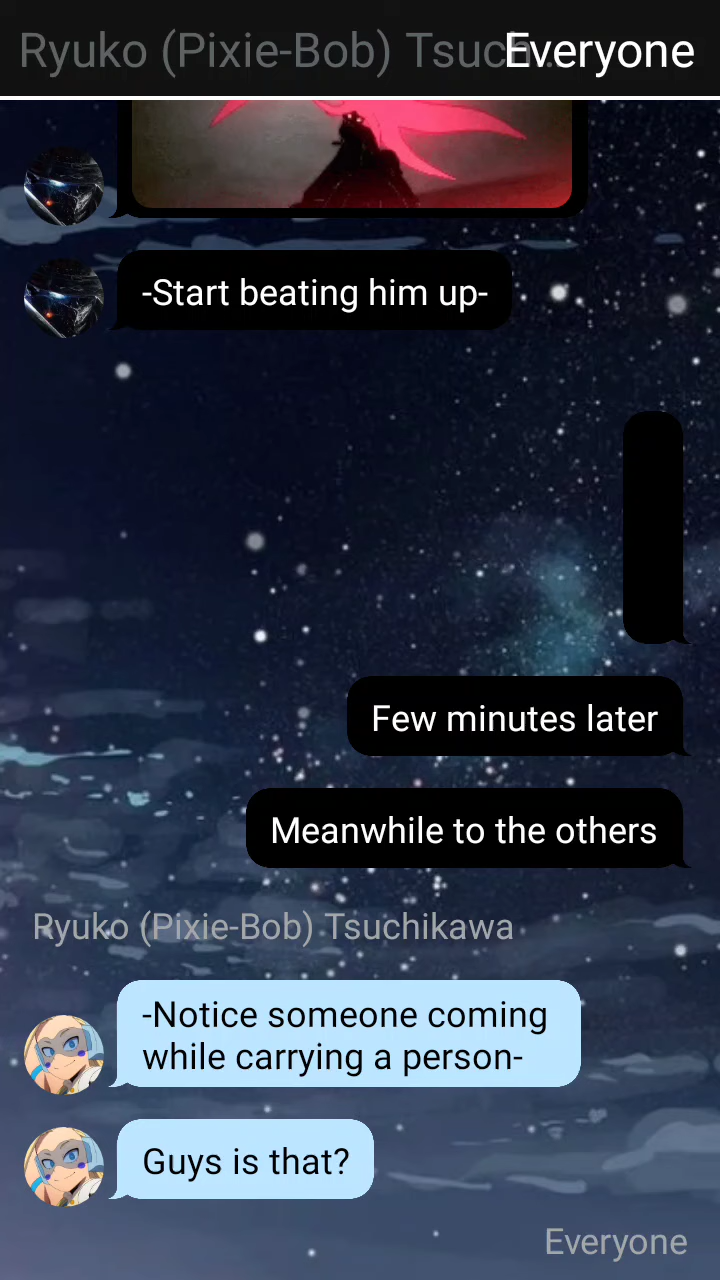 Ryuko (Pixie-Bob) Tsuch...
Everyone
-Start beating him up-
Few minutes later
Meanwhile to the others
Ryuko (Pixie-Bob) Tsuchikawa
-Notice someone coming
while carrying a person-
Guys is that?
Everyone